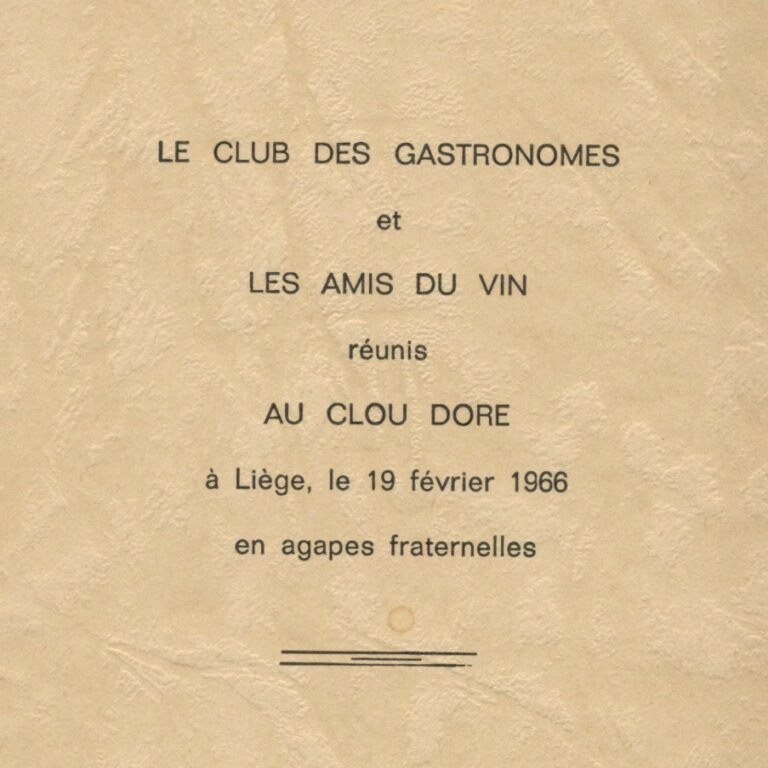 LE CLUB DES GASTRONOMES
et
LES AMIS DU VIN
réunis
AU CLOU DORE
à Liège, le 19 février 1966
en agapes fraternelles